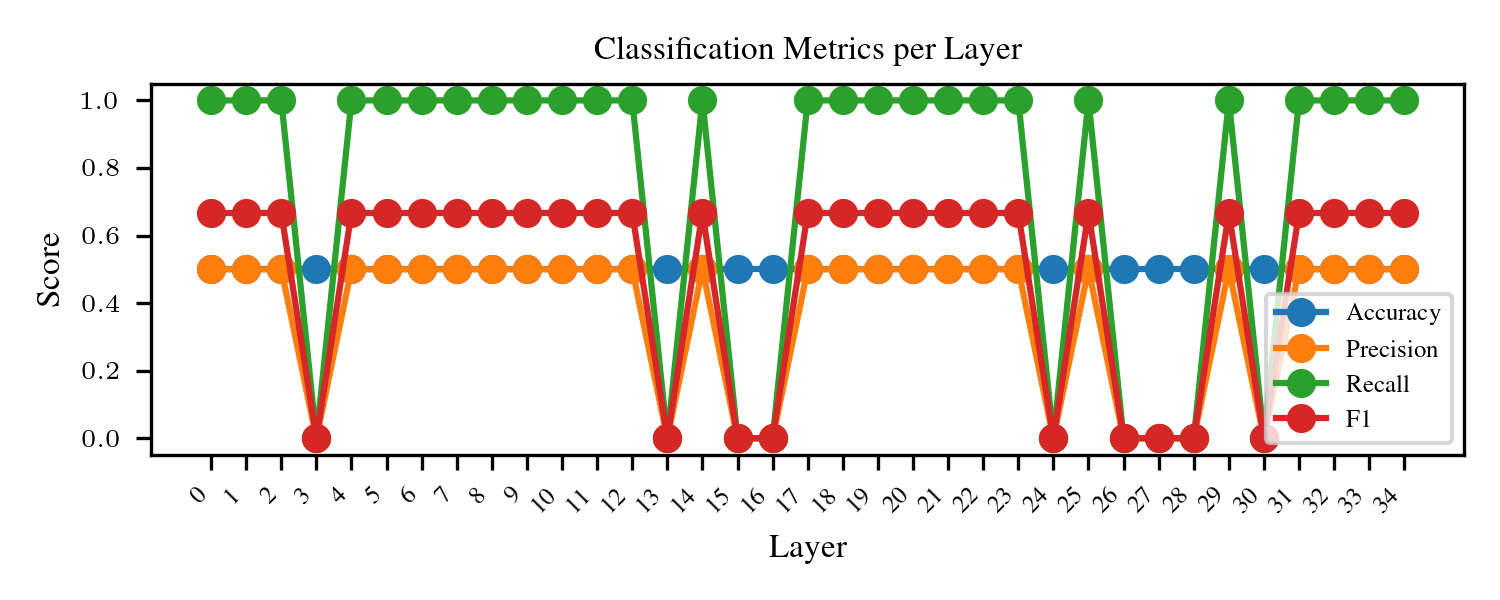 Classification Metrics per Layer
1.0
0.8
0.6
0.4
0.2
0.0
Score
Accuracy
Precision
Recall
F1
0 1 2 3 4 5 6 7 8 9 10 11 12 13 14 15 16 17 18 19 20 21 22 23 24 25 26 27 28 29 30 31 32 33 34
Layer